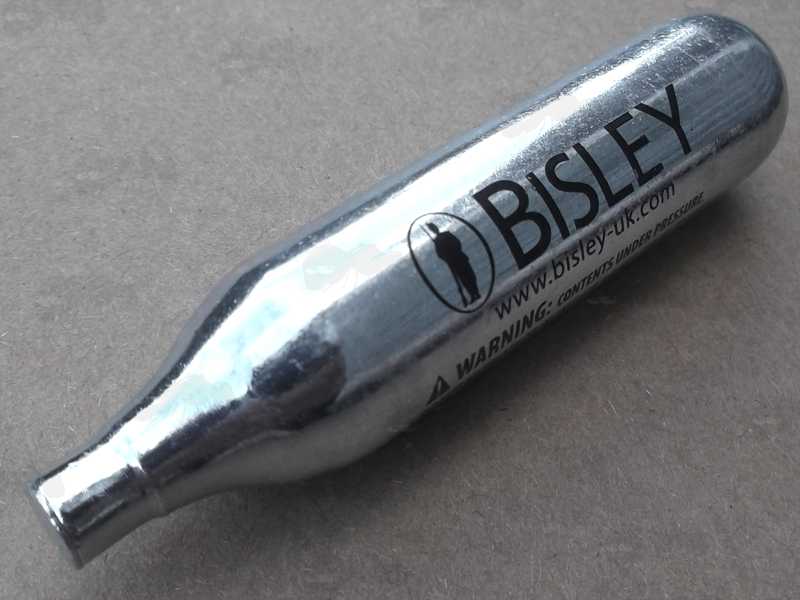 BISLEY
www.bisley-uk.com
WARNING: CONTENTS UNDER PRESSURE